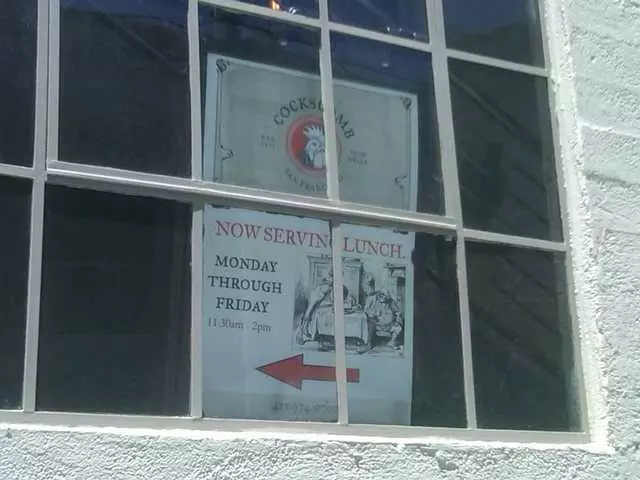 COCKSCOMB
NOW SERVING LUNCH.
MONDAY
THROUGH
FRIDAY
11:30am - 2pm